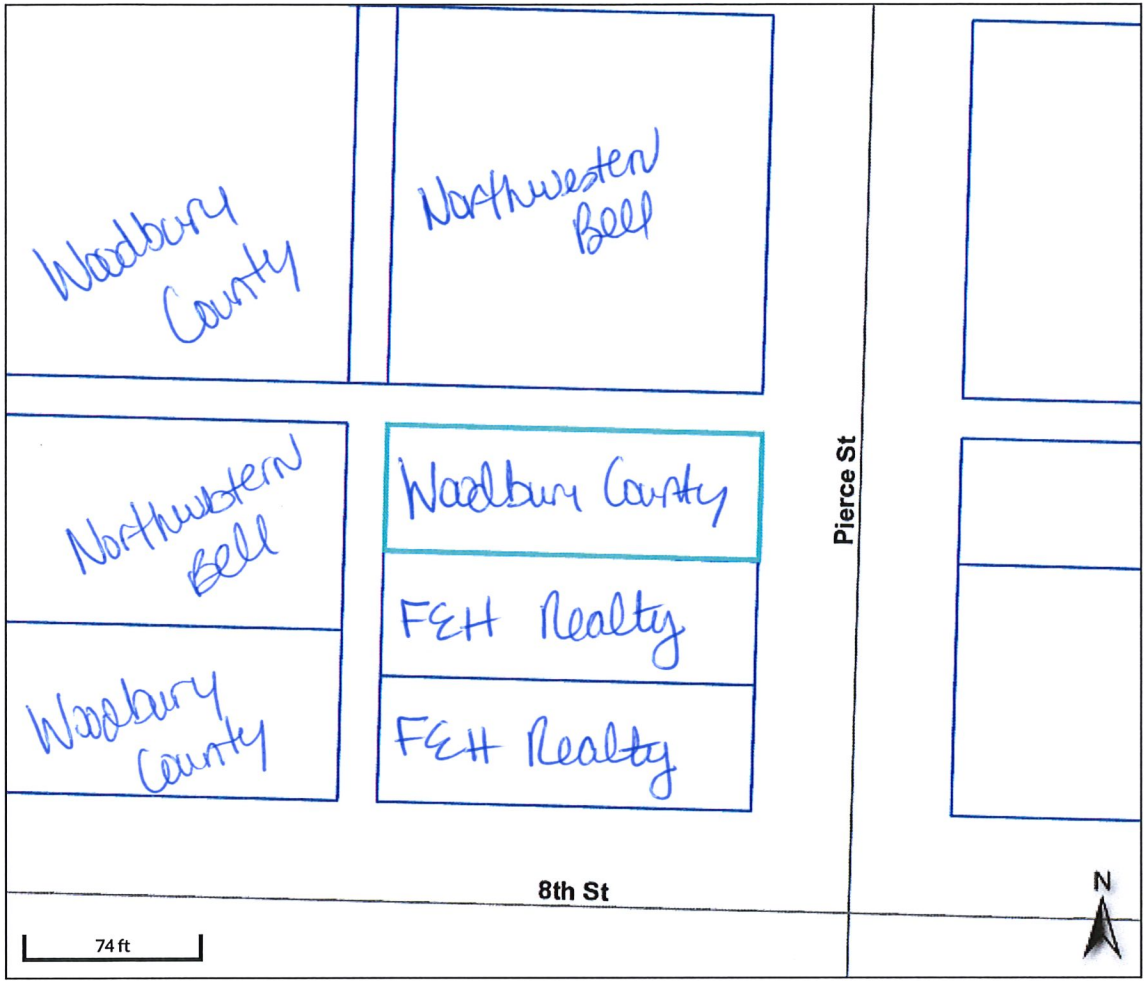 Woodbury
County
Northwestern
Bell
Northwestern
Bell
Woodbury County
Pierce St
F&H Realty
Woodbury
County
F&H Realty
8th St
N
74 ft